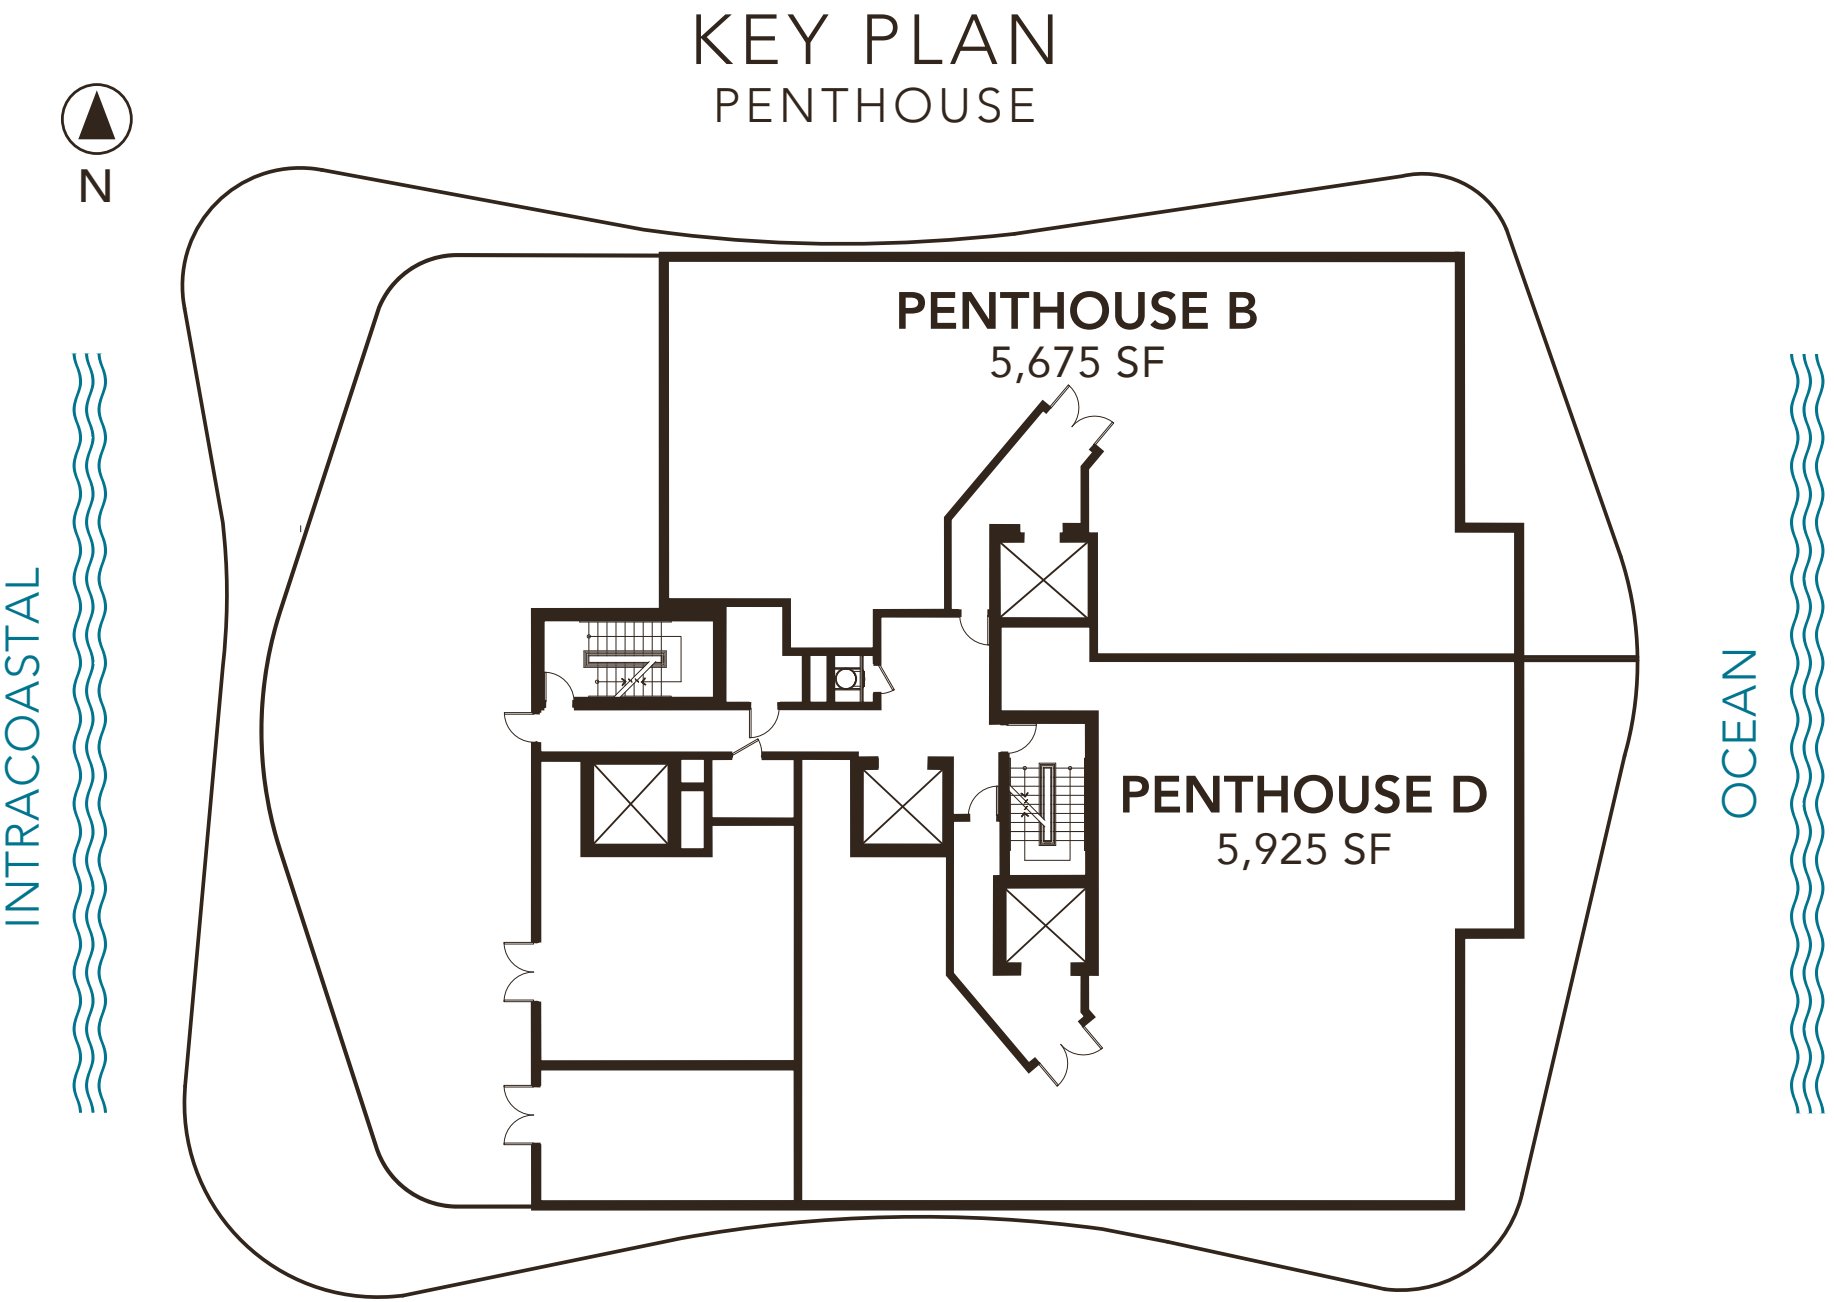 KEY PLAN
PENTHOUSE
N
PENTHOUSE B
5,675 SF
INTRACOASTAL
OCEAN
PENTHOUSE D
5,925 SF